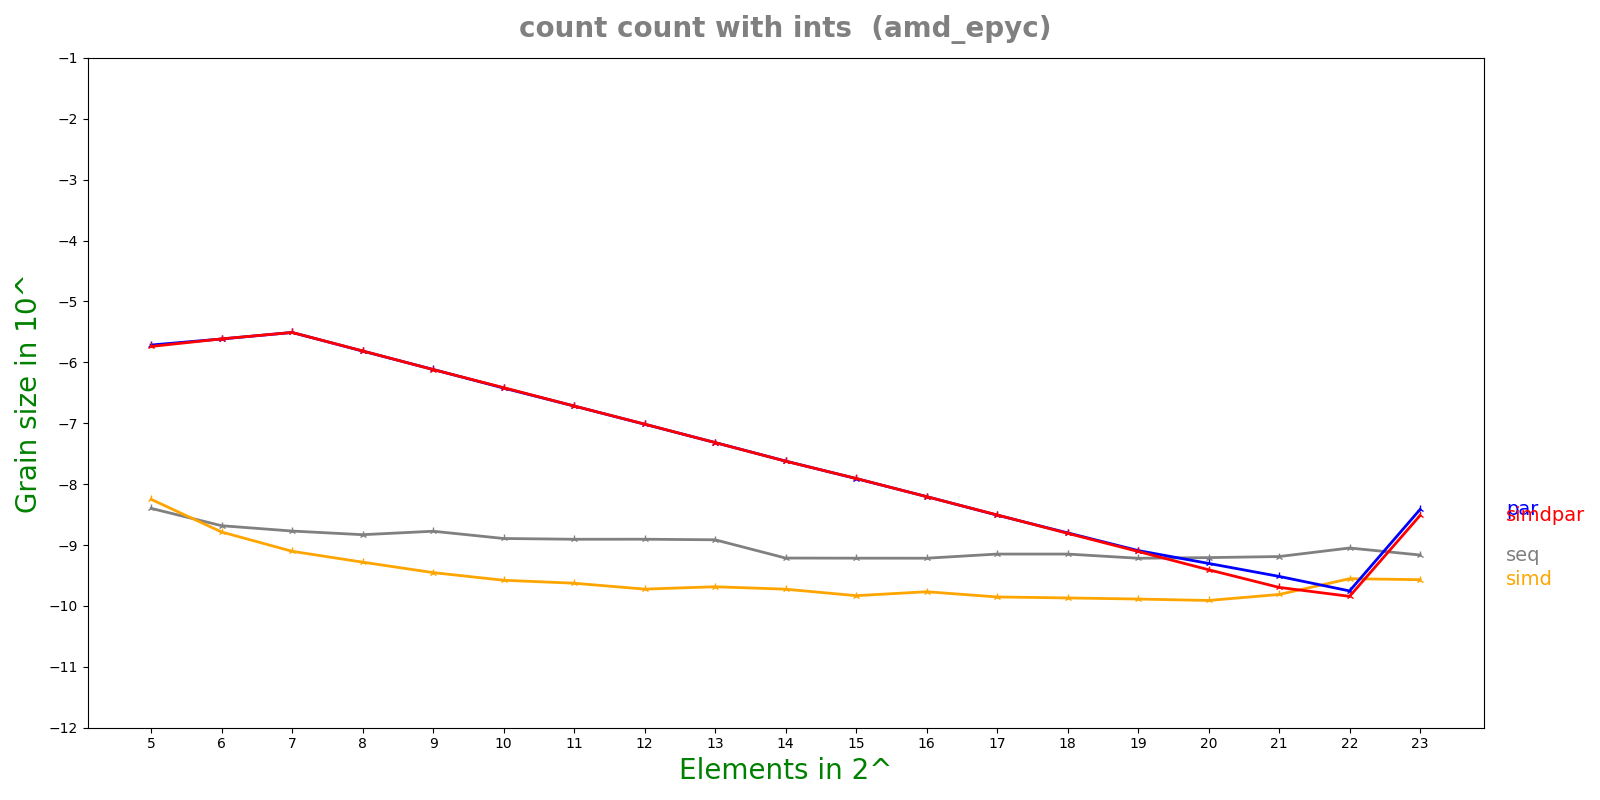 count count with ints (amd_epyc)
−1
−2
−3
−4
−5
−6
−7
−8
−9
−10
−11
−12
Grain size in 10^
par
simdpar
seq
simd
5 6 7 8 9 10 11 12 13 14 15 16 17 18 19 20 21 22 23
Elements in 2^